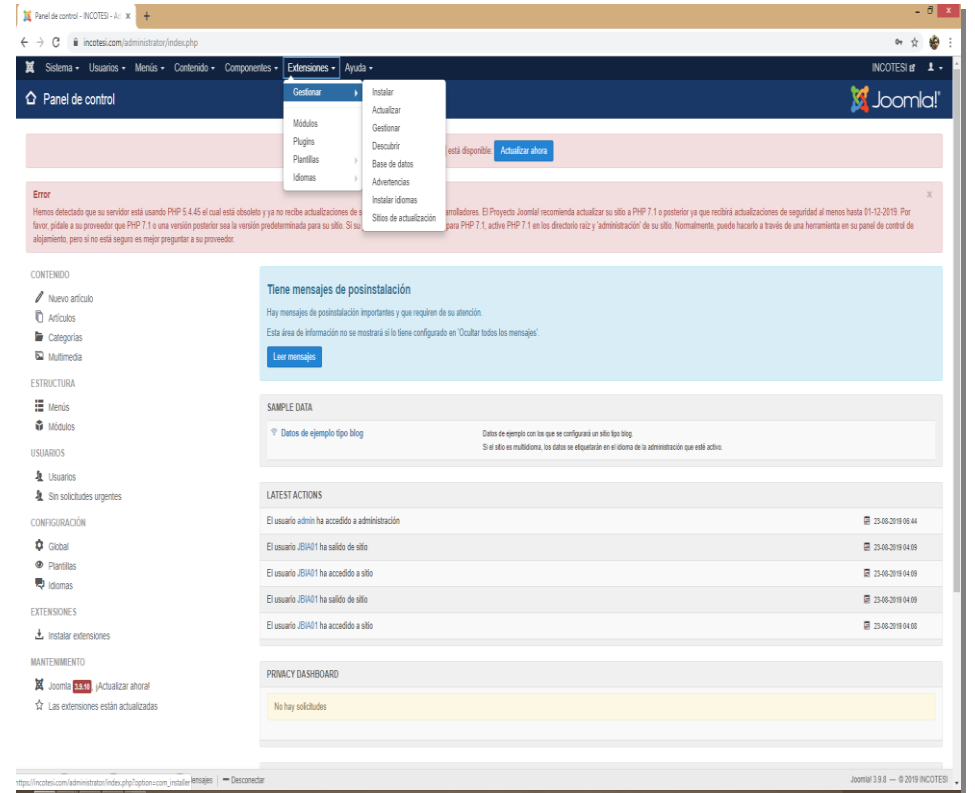 Panel de control - INCOTESI - Ad
incotesi.com/administrator/index.php
Sistema Usuarios Menús Contenido Componentes Extensiones Ayuda INCOTESI
Panel de control
Joomla!
Gestionar
Módulos
Plugins
Plantillas
Idiomas
Instalar
Actualizar
Gestionar
Descubrir
Base de datos
Advertencias
Instalar idiomas
Sitios de actualización
está disponible: Actualizar ahora
Error
Hemos detectado que su servidor está usando PHP 5.4.45 el cual está obsoleto y ya no recibe actualizaciones de s arrolladores. El Proyecto Joomla! recomienda actualizar su sitio a PHP 7.1 o posterior ya que recibirá actualizaciones de seguridad al menos hasta 01-12-2019. Por
favor, pídale a su proveedor que PHP 7.1 o una versión posterior sea la versión predeterminada para su sitio. Si su para PHP 7.1, active PHP 7.1 en los directorio raíz y 'administración' de su sitio. Normalmente, puede hacerlo a través de una herramienta en su panel de control de
alojamiento, pero si no está seguro es mejor preguntar a su proveedor.
CONTENIDO
Nuevo artículo
Artículos
Categorías
Multimedia
ESTRUCTURA
Menús
Módulos
USUARIOS
Usuarios
Sin solicitudes urgentes
CONFIGURACIÓN
Global
Plantillas
Idiomas
EXTENSIONES
Instalar extensiones
MANTENIMIENTO
Joomla 3.9.10, ¡Actualizar ahora!
Las extensiones están actualizadas
Tiene mensajes de posinstalación
Hay mensajes de posinstalación importantes y que requiren de su atención.
Esta área de información no se mostrará si lo tiene configurado en 'Ocultar todos los mensajes'.
Leer mensajes
SAMPLE DATA
Datos de ejemplo tipo blog
Datos de ejemplo con los que se configurará un sitio tipo blog.
Si el sitio es multidioma, los datos se etiquetarán en el idioma de la administración que esté activo.
LATEST ACTIONS
El usuario admin ha accedido a administración 23-08-2019 06:44
El usuario JBIA01 ha salido de sitio 23-08-2019 04:09
El usuario JBIA01 ha accedido a sitio 23-08-2019 04:09
El usuario JBIA01 ha salido de sitio 23-08-2019 04:09
El usuario JBIA01 ha accedido a sitio 23-08-2019 04:08
PRIVACY DASHBOARD
No hay solicitudes
https://incotesi.com/administrator/index.php?option=com_installer ensajes Desconectar
Joomla! 3.9.8 — © 2019 INCOTESI